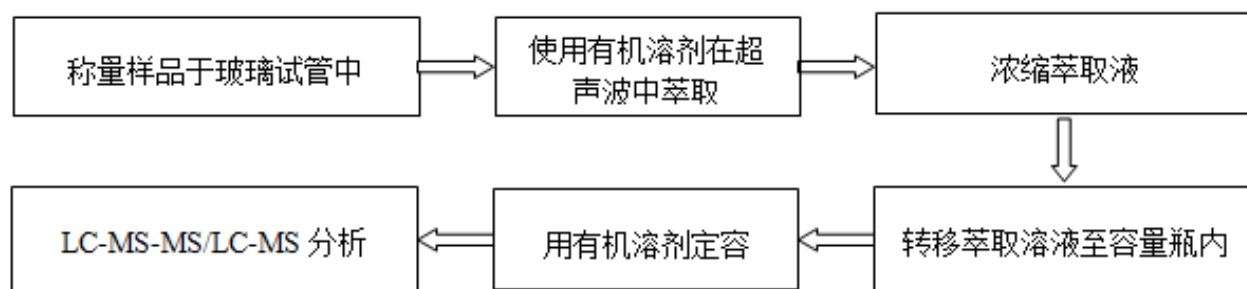 称量样品于玻璃试管中
使用有机溶剂在超
声波中萃取
浓缩萃取液
转移萃取溶液至容量瓶内
用有机溶剂定容
LC-MS-MS/LC-MS 分析